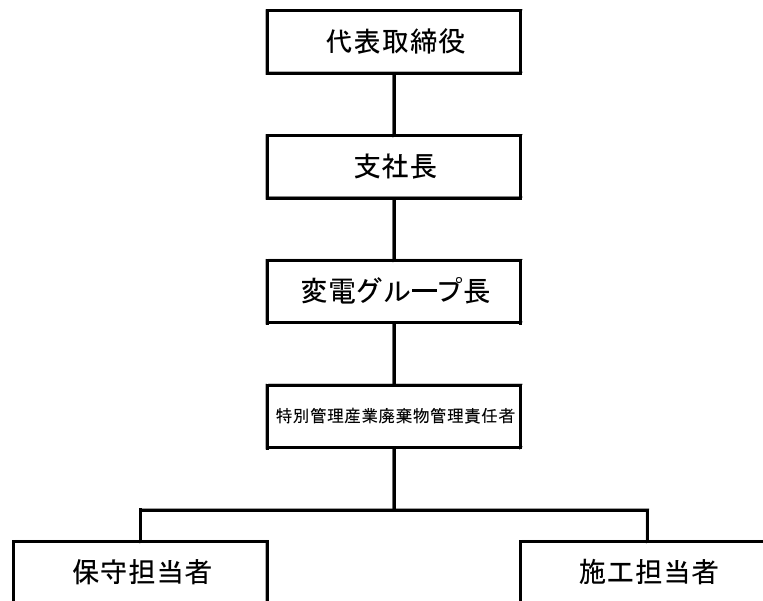 代表取締役
支社長
変電グループ長
特別管理産業廃棄物管理責任者
保守担当者
施工担当者